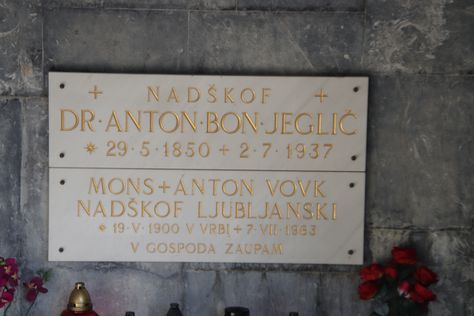 + NADŠKOF +
DR·ANTON·BON·JEGLIČ
* 29·5·1850 + 2·7·1937
MONS+ANTON VOVK
NADŠKOF LJUBLJANSKI
* 19·V·1900 V VRBI + 7·VII·1963
V GOSPODA ZAUPAM